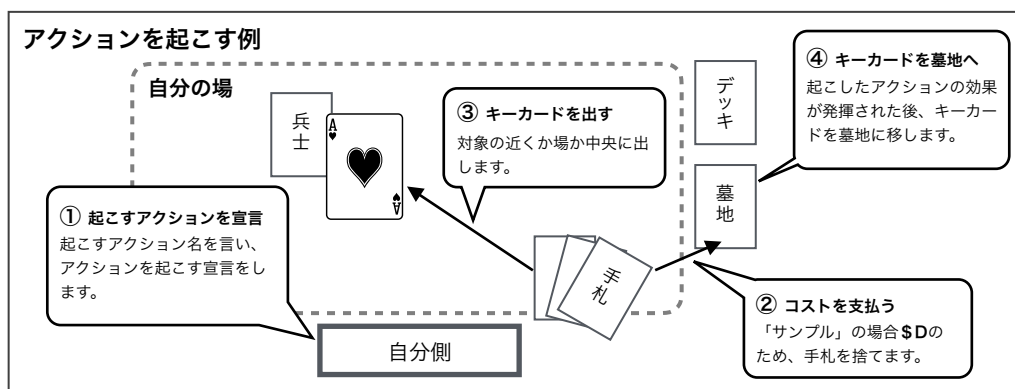 アクションを起こす例
自分の場
兵士
A
A
① 起こすアクションを宣言
起こすアクション名を言い、
アクションを起こす宣言をし
ます。
③ キーカードを出す
対象の近くか場か中央に出
します。
手札
自分側
デッキ
墓地
④ キーカードを墓地へ
起こしたアクションの効果
が発揮された後、キーカー
ドを墓地に移します。
② コストを支払う
「サンプル」の場合$Dの
ため、手札を捨てます。